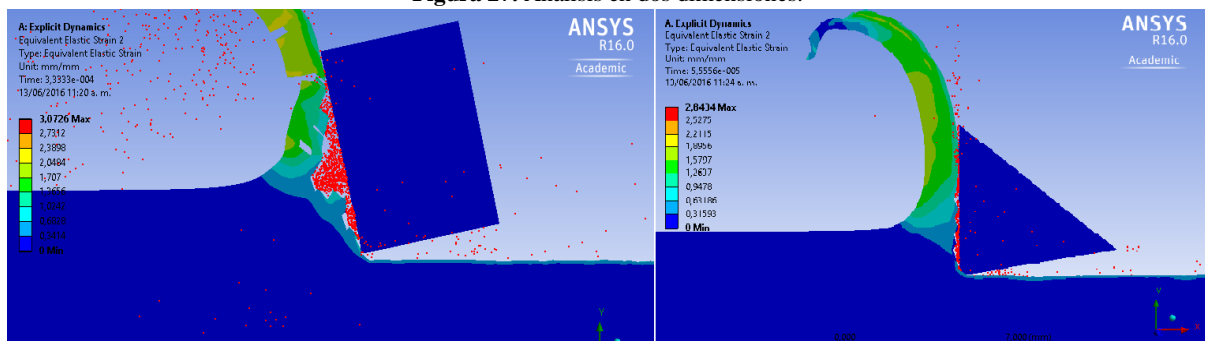 Figura 27. Análisis en dos dimensiones.
A: Explicit Dynamics
Equivalent Elastic Strain 2
Type: Equivalent Elastic Strain
Unit: mm/mm
Time: 3,3333e-004
13/06/2016 11:20 a. m.
3,0726 Max
2,7312
2,3898
2,0484
1,707
0 Min
ANSYS
R16.0
Academic
Y
A: Explicit Dynamics
Equivalent Elastic Strain 2
Type: Equivalent Elastic Strain
Unit: mm/mm
Time: 5,5556e-005
13/06/2016 11:24 a. m.
2,8434 Max
2,5275
2,2115
1,8956
1,5797
1,2637
0,9478
0,63186
0,31593
0 Min
ANSYS
R16.0
Academic
Y
X